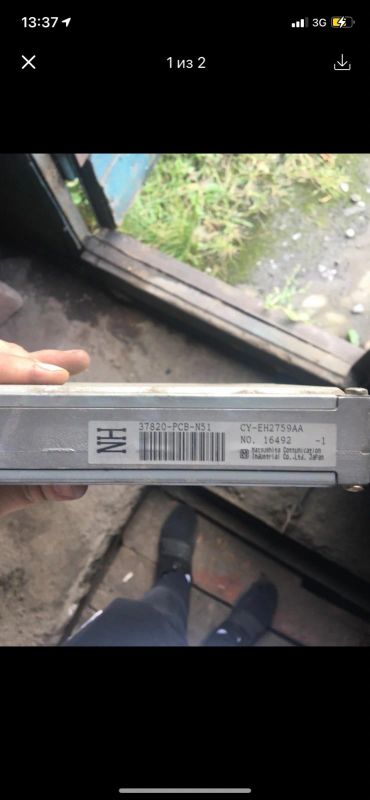 13:37
3G
1 из 2
NH
37820-PCB-N51
CY-EH2759AA
NO. 16492 -1
Matsushita Communication
Industrial Co.,Ltd. Japan